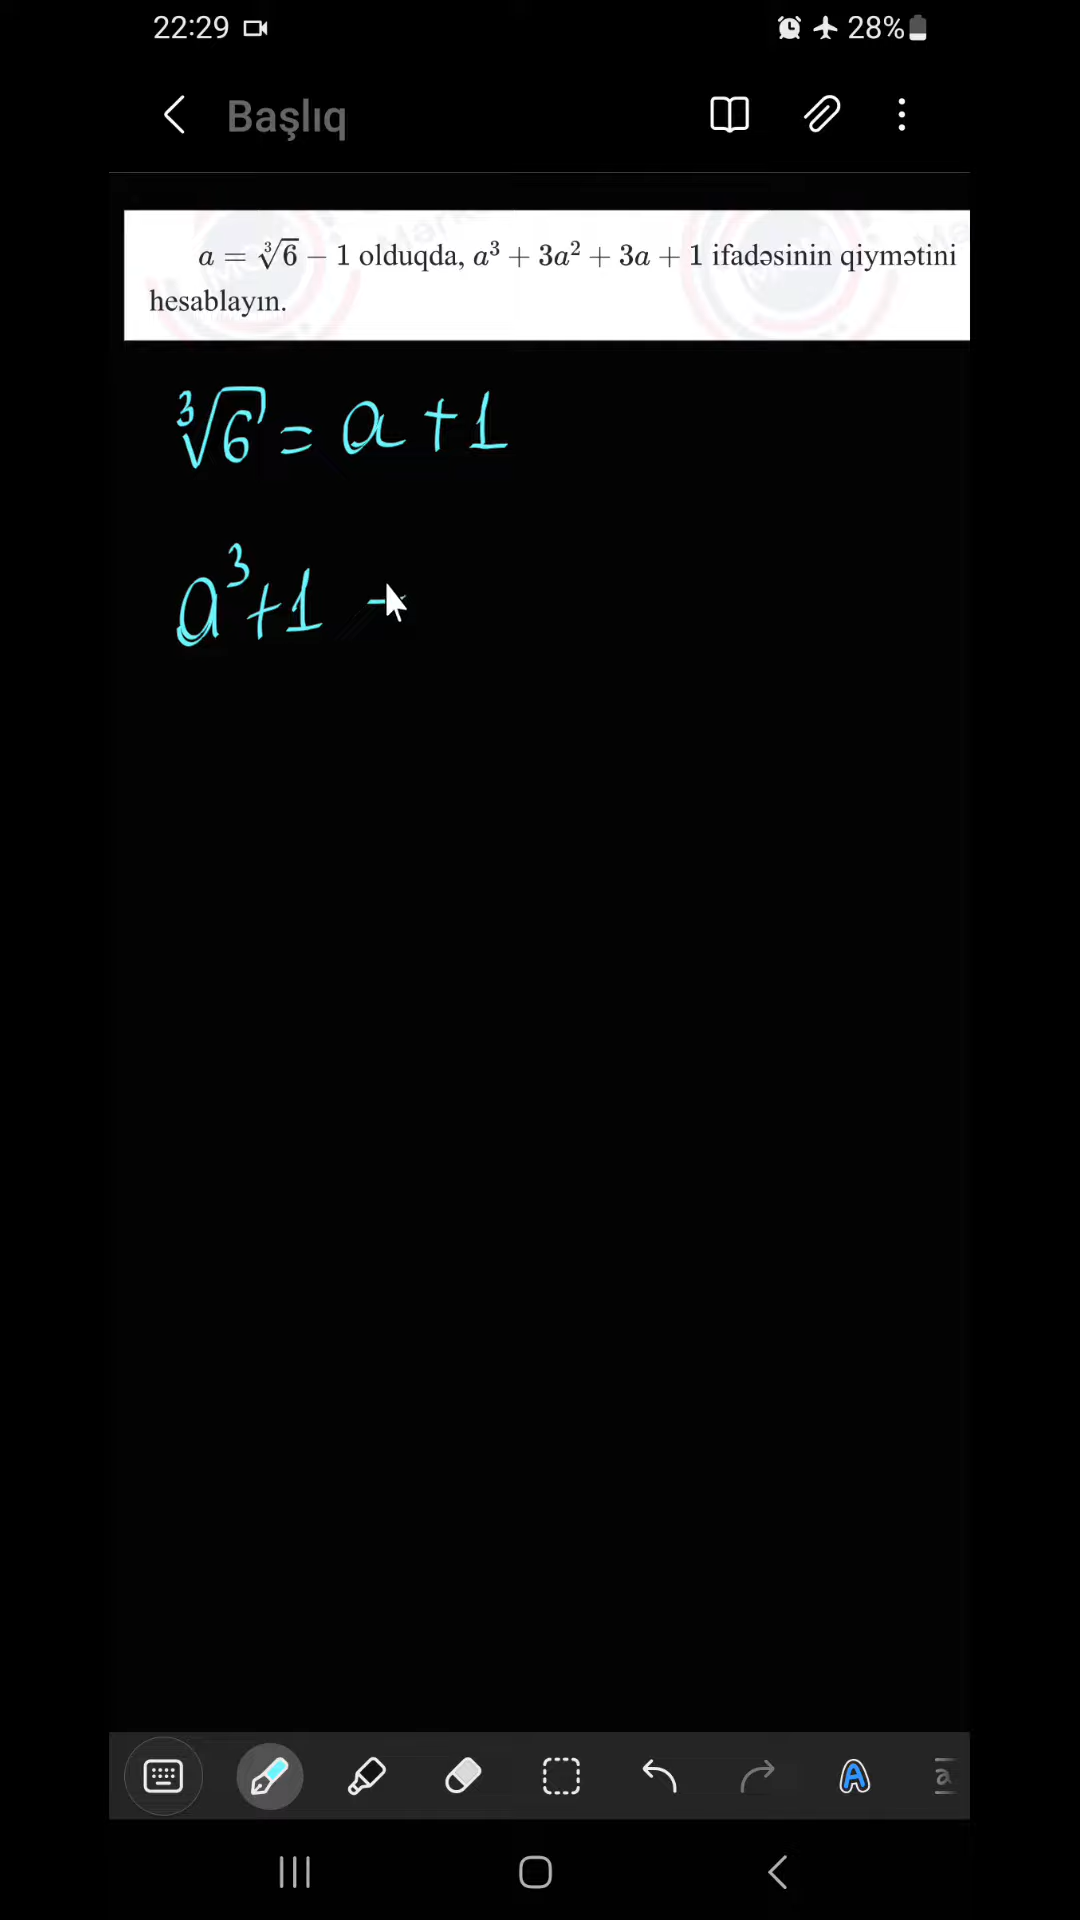 22:29 28%
Başlıq
a = ∛6 − 1 olduqda, a³ + 3a² + 3a + 1 ifadəsinin qiymətini
hesablayın.
∛6 = a + 1
a³ + 1 -
A a